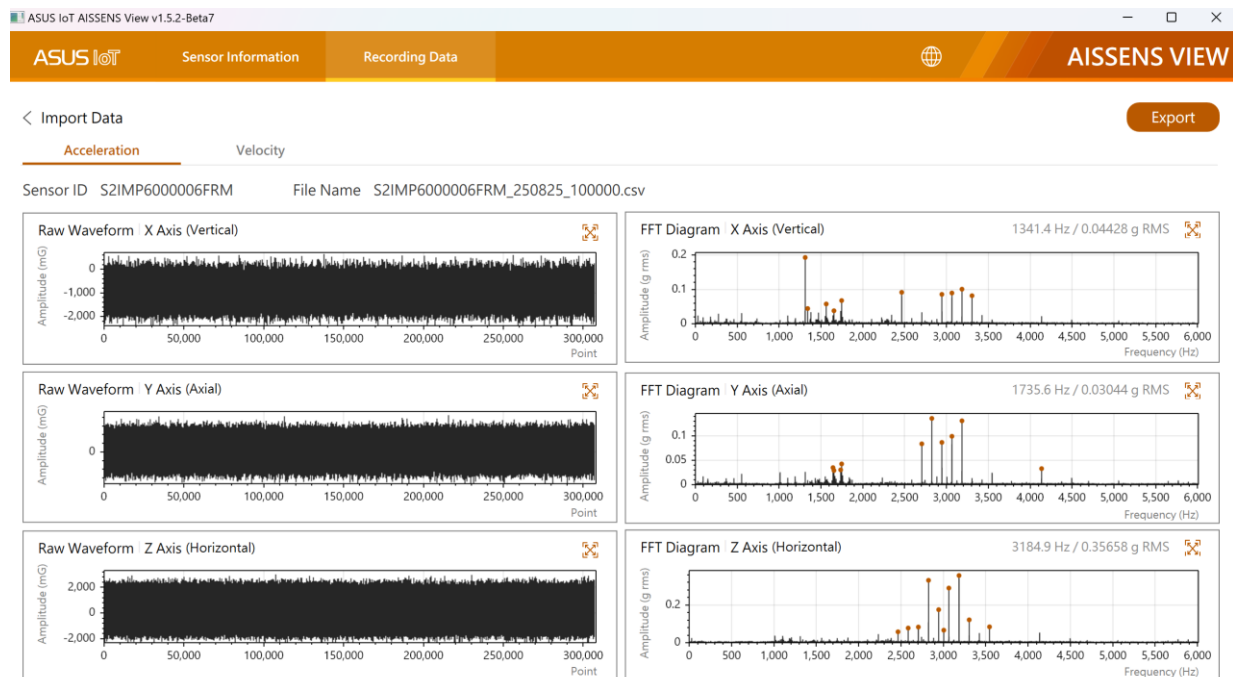 ASUS IoT AISSENS View v1.5.2-Beta7
ASUS IoT Sensor Information Recording Data AISSENS VIEW
Import Data Export
Acceleration Velocity
Sensor ID S2IMP6000006FRM File Name S2IMP6000006FRM_250825_100000.csv
Raw Waveform X Axis (Vertical)
Amplitude (mG)
0
-1,000
-2,000
0 50,000 100,000 150,000 200,000 250,000 300,000
Point
FFT Diagram X Axis (Vertical) 1341.4 Hz / 0.04428 g RMS
Amplitude (g rms)
0.2
0.1
0
0 500 1,000 1,500 2,000 2,500 3,000 3,500 4,000 4,500 5,000 5,500 6,000
Frequency (Hz)
Raw Waveform Y Axis (Axial)
Amplitude (mG)
0
0 50,000 100,000 150,000 200,000 250,000 300,000
Point
FFT Diagram Y Axis (Axial) 1735.6 Hz / 0.03044 g RMS
Amplitude (g rms)
0.1
0.05
0
0 500 1,000 1,500 2,000 2,500 3,000 3,500 4,000 4,500 5,000 5,500 6,000
Frequency (Hz)
Raw Waveform Z Axis (Horizontal)
Amplitude (mG)
2,000
0
-2,000
0 50,000 100,000 150,000 200,000 250,000 300,000
Point
FFT Diagram Z Axis (Horizontal) 3184.9 Hz / 0.35658 g RMS
Amplitude (g rms)
0.2
0
0 500 1,000 1,500 2,000 2,500 3,000 3,500 4,000 4,500 5,000 5,500 6,000
Frequency (Hz)